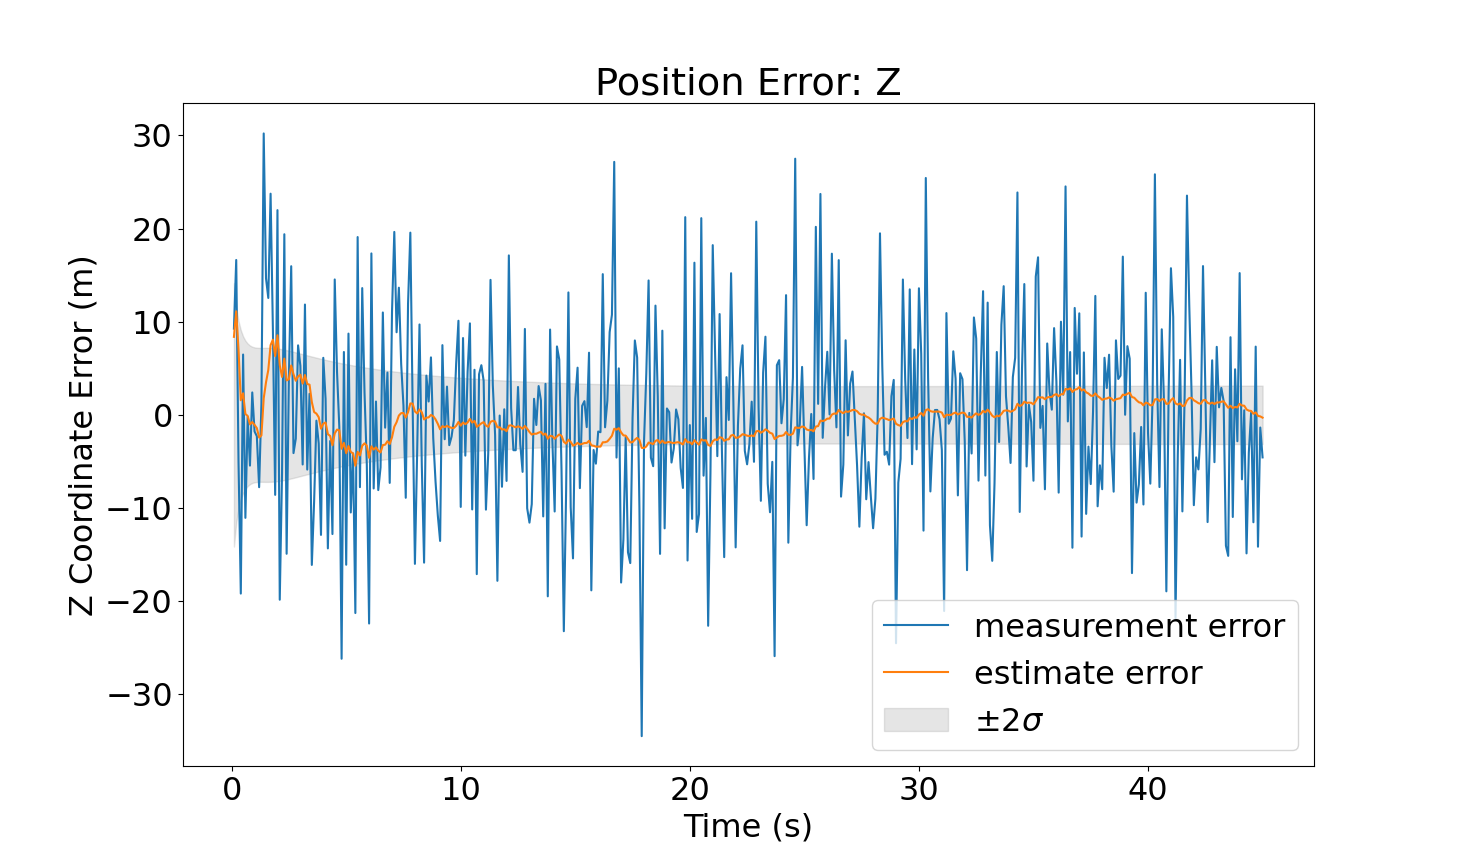 Position Error: Z
Z Coordinate Error (m)
30
20
10
0
−10
−20
−30
measurement error
estimate error
±2σ
0 10 20 30 40
Time (s)